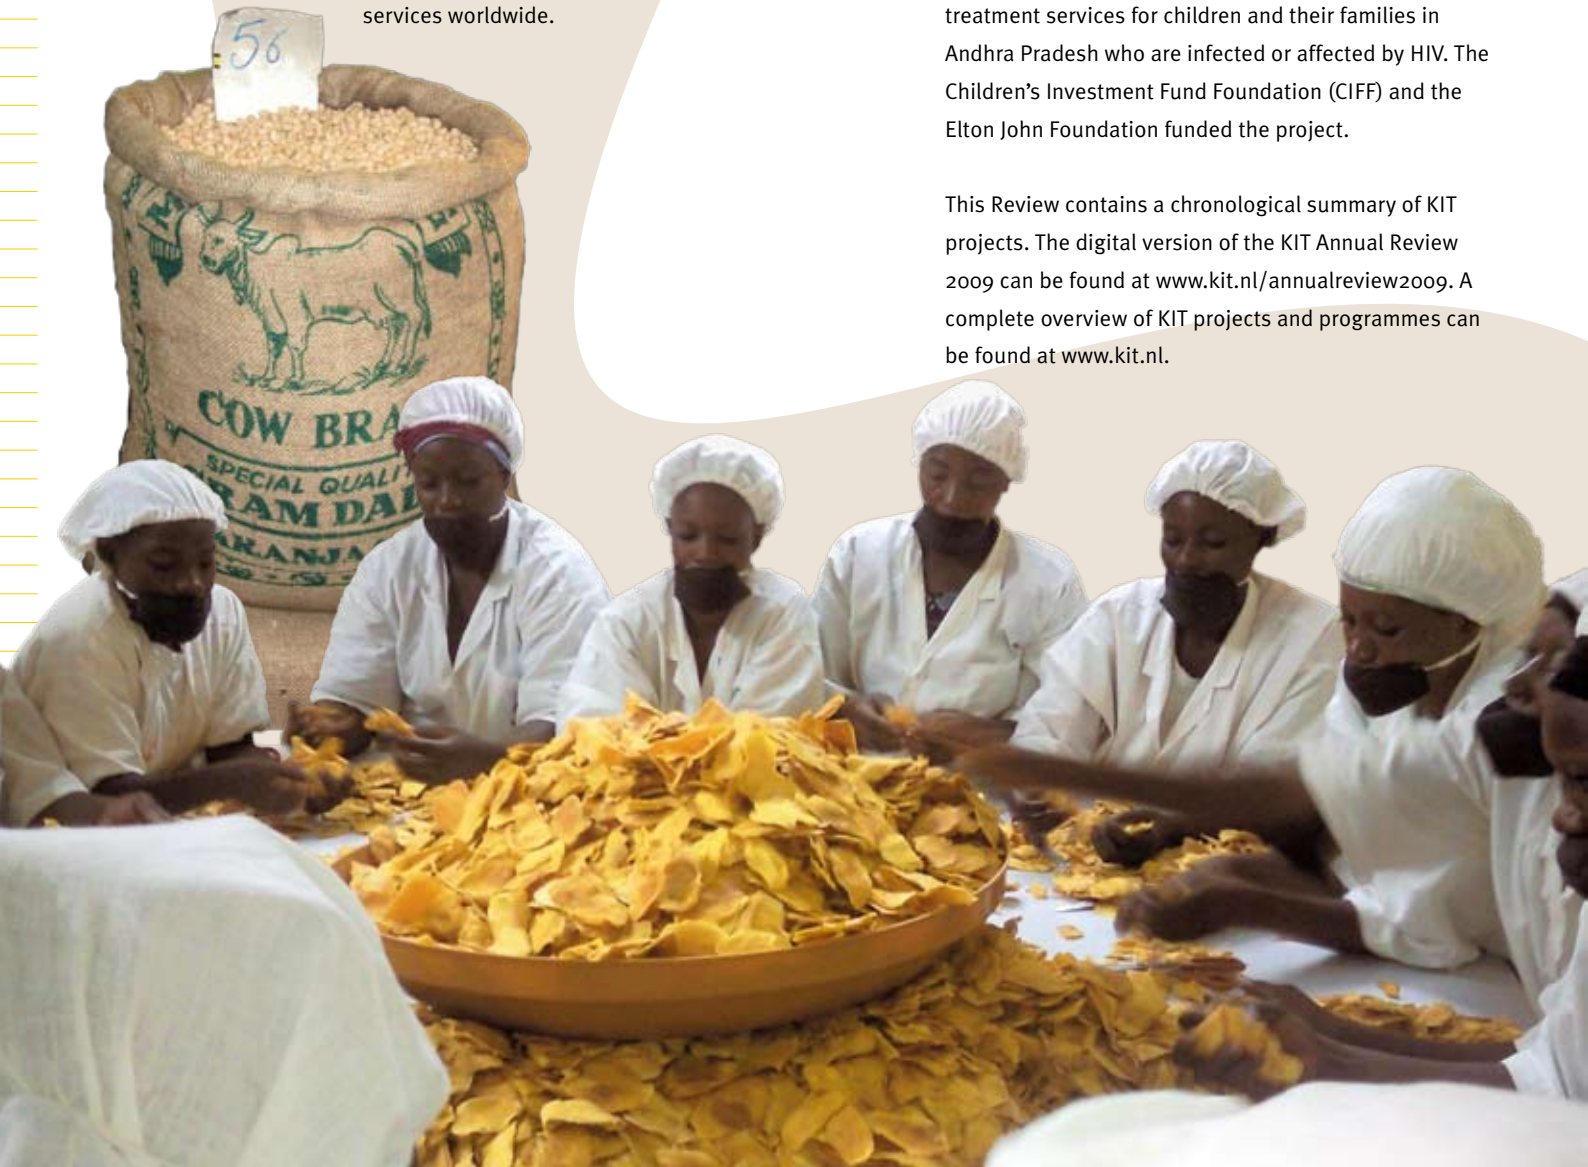 services worldwide.
56
COW BRA
SPECIAL QUALIT
RAM DAL
ARANJA
treatment services for children and their families in
Andhra Pradesh who are infected or affected by HIV. The
Children’s Investment Fund Foundation (CIFF) and the
Elton John Foundation funded the project.
This Review contains a chronological summary of KIT
projects. The digital version of the KIT Annual Review
2009 can be found at www.kit.nl/annualreview2009. A
complete overview of KIT projects and programmes can
be found at www.kit.nl.